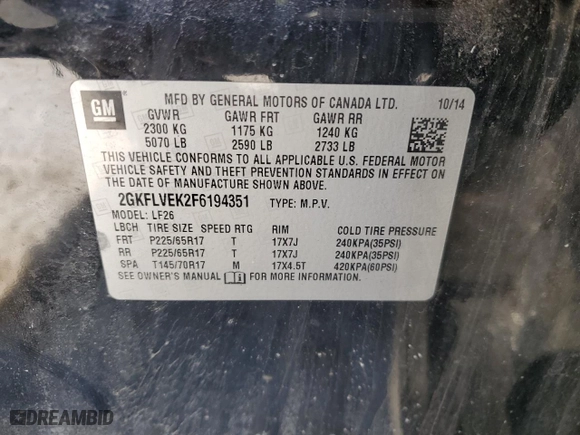 GM
MFD BY GENERAL MOTORS OF CANADA LTD. 10/14
GVWR GAWR FRT GAWR RR
2300 KG 1175 KG 1240 KG
5070 LB 2590 LB 2733 LB
THIS VEHICLE CONFORMS TO ALL APPLICABLE U.S. FEDERAL MOTOR
VEHICLE SAFETY AND THEFT PREVENTION STANDARDS IN EFFECT ON
THE DATE OF MANUFACTURE SHOWN ABOVE.
2GKFLVEK2F6194351 TYPE: M.P.V.
MODEL: LF26
LBCH TIRE SIZE SPEED RTG RIM COLD TIRE PRESSURE
FRT P225/65R17 T 17X7J 240KPA(35PSI)
RR P225/65R17 T 17X7J 240KPA(35PSI)
SPA T145/70R17 M 17X4.5T 420KPA(60PSI)
SEE OWNER'S MANUAL FOR MORE INFORMATION.
DREAMBID